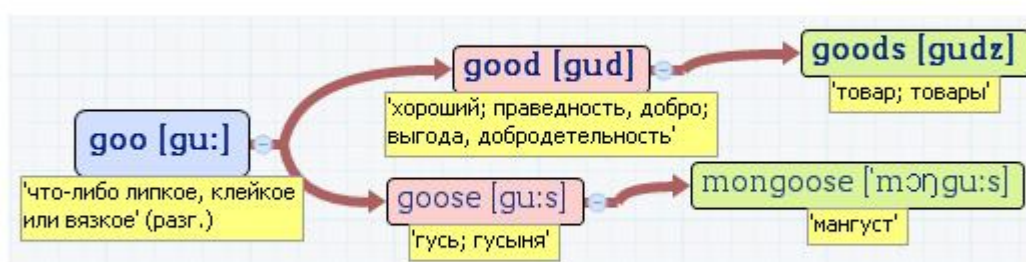 goo [gu:]
'что-либо липкое, клейкое
или вязкое' (разг.)
good [gud]
'хороший; праведность, добро;
выгода, добродетельность'
goods [gudz]
'товар; товары'
goose [gu:s]
'гусь; гусыня'
mongoose ['mɔŋgu:s]
'мангуст'